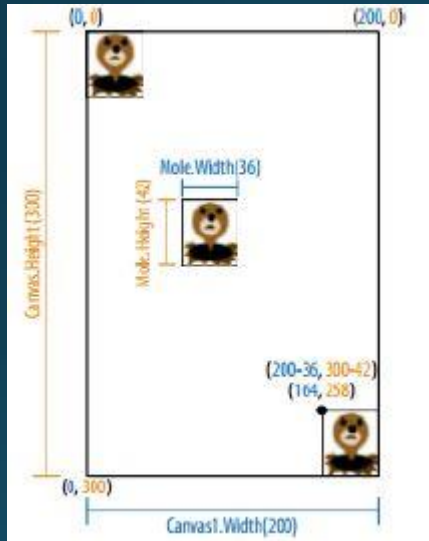 (0, 0)
(200, 0)
Mole.Width(36)
Mole.Height (42)
Canvas.Height (300)
(200-36, 300-42)
(164, 258)
(0, 300)
Canvas1.Width(200)